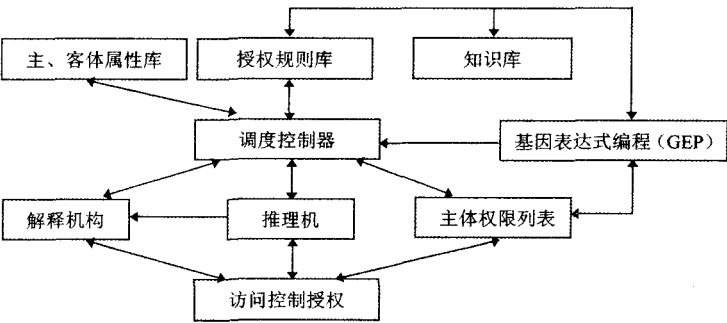 主、客体属性库
授权规则库
知识库
调度控制器
基因表达式编程（GEP）
解释机构
推理机
主体权限列表
访问控制授权